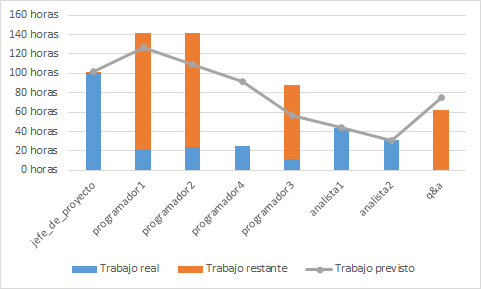 160 horas
140 horas
120 horas
100 horas
80 horas
60 horas
40 horas
20 horas
0 horas
jefe_de_proyecto
programador1
programador2
programador4
programador3
analista1
analista2
q&a
Trabajo real
Trabajo restante
Trabajo previsto